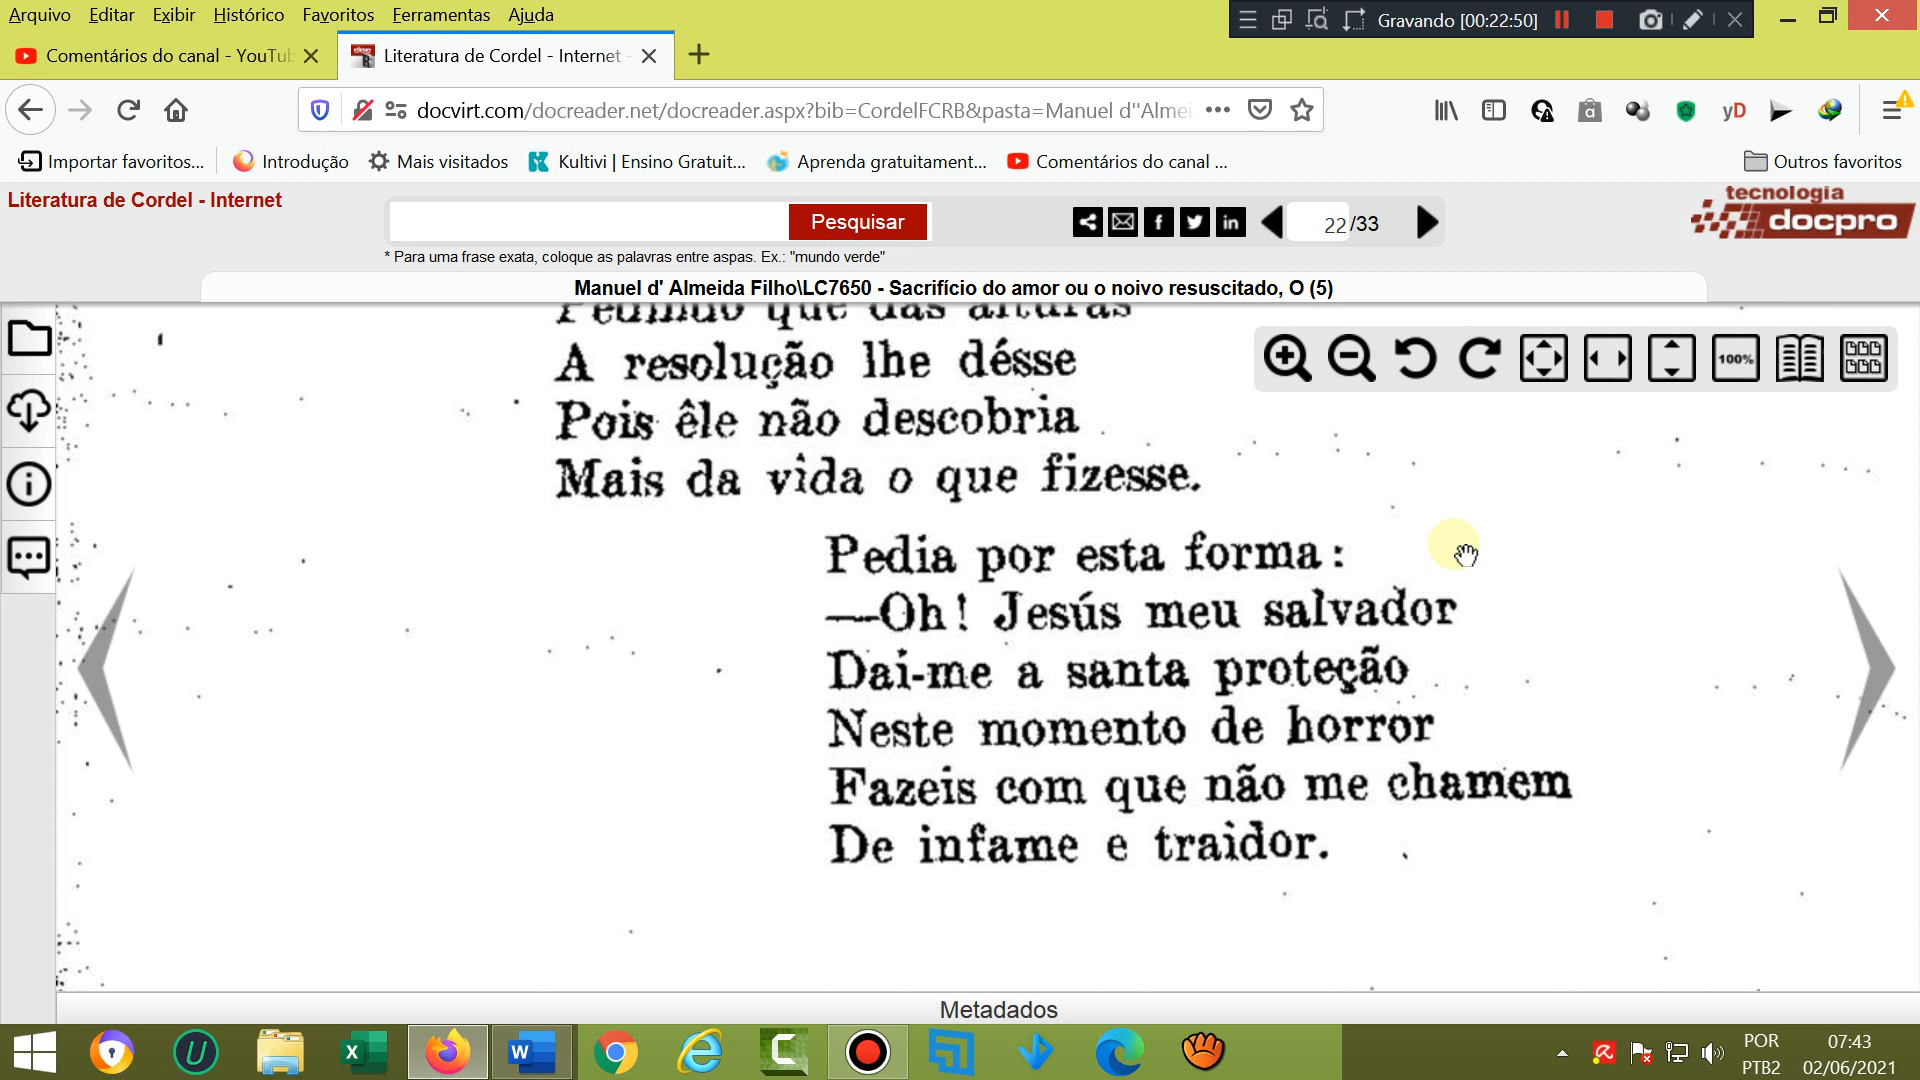 Arquivo Editar Exibir Histórico Favoritos Ferramentas Ajuda
Gravando [00:22:50]
Comentários do canal - YouTub
Literatura de Cordel - Internet -
docvirt.com/docreader.net/docreader.aspx?bib=CordelFCRB&pasta=Manuel d''Almei
Importar favoritos... Introdução Mais visitados Kultivi | Ensino Gratuit... Aprenda gratuitament... Comentários do canal ... Outros favoritos
Literatura de Cordel - Internet
Pesquisar
22 /33
tecnologia
docpro
* Para uma frase exata, coloque as palavras entre aspas. Ex.: "mundo verde"
Manuel d' Almeida Filho\LC7650 - Sacrifício do amor ou o noivo resuscitado, O (5)
100%
Pedindo que das alturas
A resolução lhe désse
Pois êle não descobria
Mais da vida o que fizesse.
Pedia por esta forma:
—Oh! Jesús meu salvador
Dai-me a santa proteção
Neste momento de horror
Fazeis com que não me chamem
De infame e traidor.
Metadados
POR
PTB2
07:43
02/06/2021